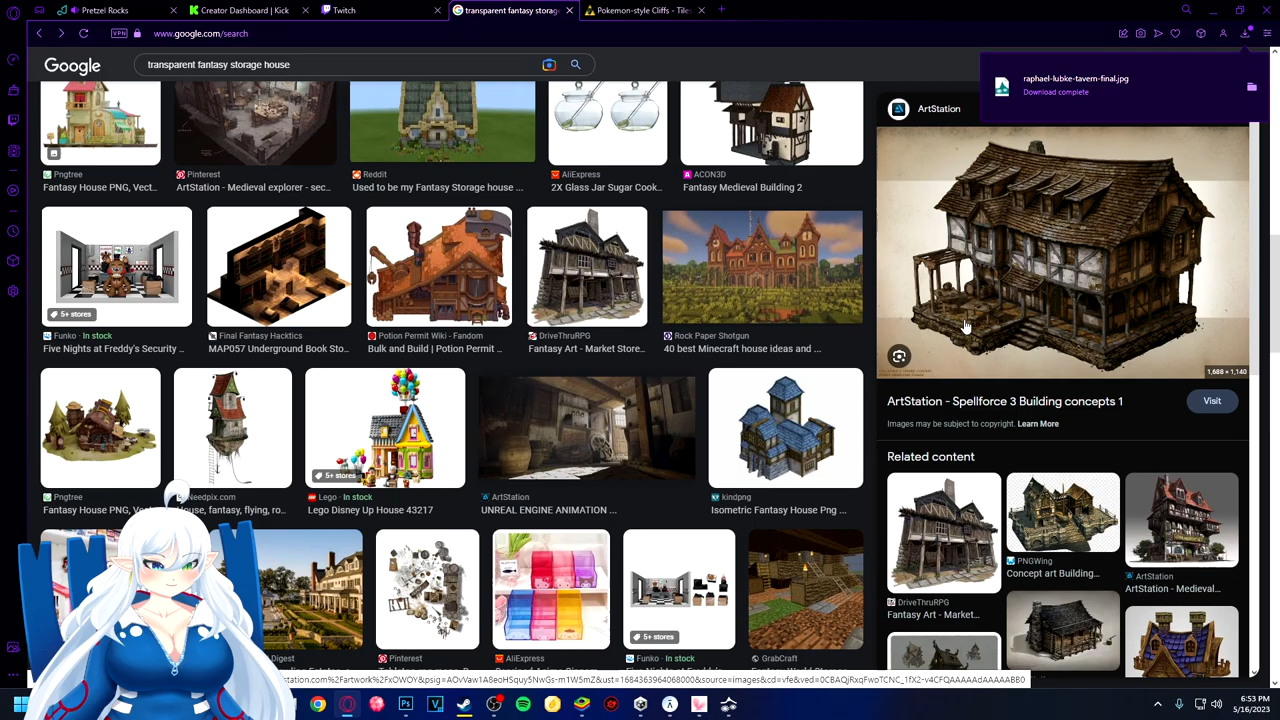 Pretzel Rocks
Creator Dashboard | Kick
Twitch
transparent fantasy storage
Pokemon-style Cliffs - Tiles
VPN
www.google.com/search
Google
transparent fantasy storage house
raphael-lubke-tavern-final.jpg
Download complete
ArtStation
Pngtree
Fantasy House PNG, Vect...
Pinterest
ArtStation - Medieval explorer - sec...
Reddit
Used to be my Fantasy Storage house ...
AliExpress
2X Glass Jar Sugar Cook...
ACON3D
Fantasy Medieval Building 2
5+ stores
Funko · In stock
Five Nights at Freddy's Security ...
Final Fantasy Hacktics
MAP057 Underground Book Sto...
Potion Permit Wiki - Fandom
Bulk and Build | Potion Permit ...
DriveThruRPG
Fantasy Art - Market Store...
Rock Paper Shotgun
40 best Minecraft house ideas and ...
1,688 × 1,140
ArtStation - Spellforce 3 Building concepts 1
Visit
Images may be subject to copyright. Learn More
Related content
Pngtree
Fantasy House PNG, Ve
Needpix.com
House, fantasy, flying, ro...
5+ stores
Lego · In stock
Lego Disney Up House 43217
ArtStation
UNREAL ENGINE ANIMATION ...
kindpng
Isometric Fantasy House Png ...
DriveThruRPG
Fantasy Art - Market...
PNGWing
Concept art Building...
ArtStation
ArtStation - Medieval...
Digest
Pinterest
AliExpress
5+ stores
Funko · In stock
GrabCraft
6:53 PM
5/16/2023